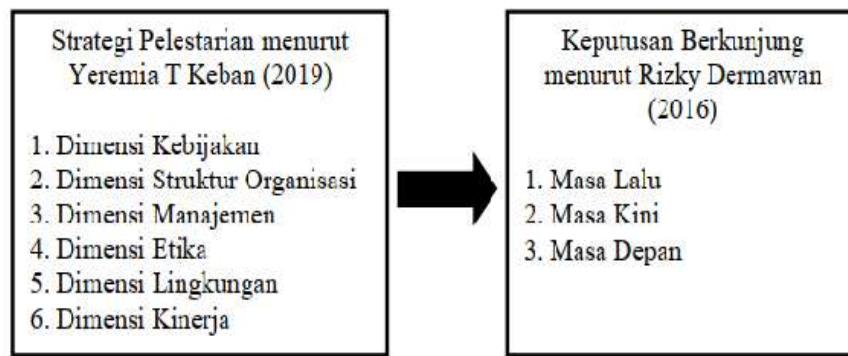 Strategi Pelestarian menurut
Yeremia T Keban (2019)
1. Dimensi Kebijakan
2. Dimensi Struktur Organisasi
3. Dimensi Manajemen
4. Dimensi Etika
5. Dimensi Lingkungan
6. Dimensi Kinerja
Keputusan Berkunjung
menurut Rizky Dermawan
(2016)
1. Masa Lalu
2. Masa Kini
3. Masa Depan